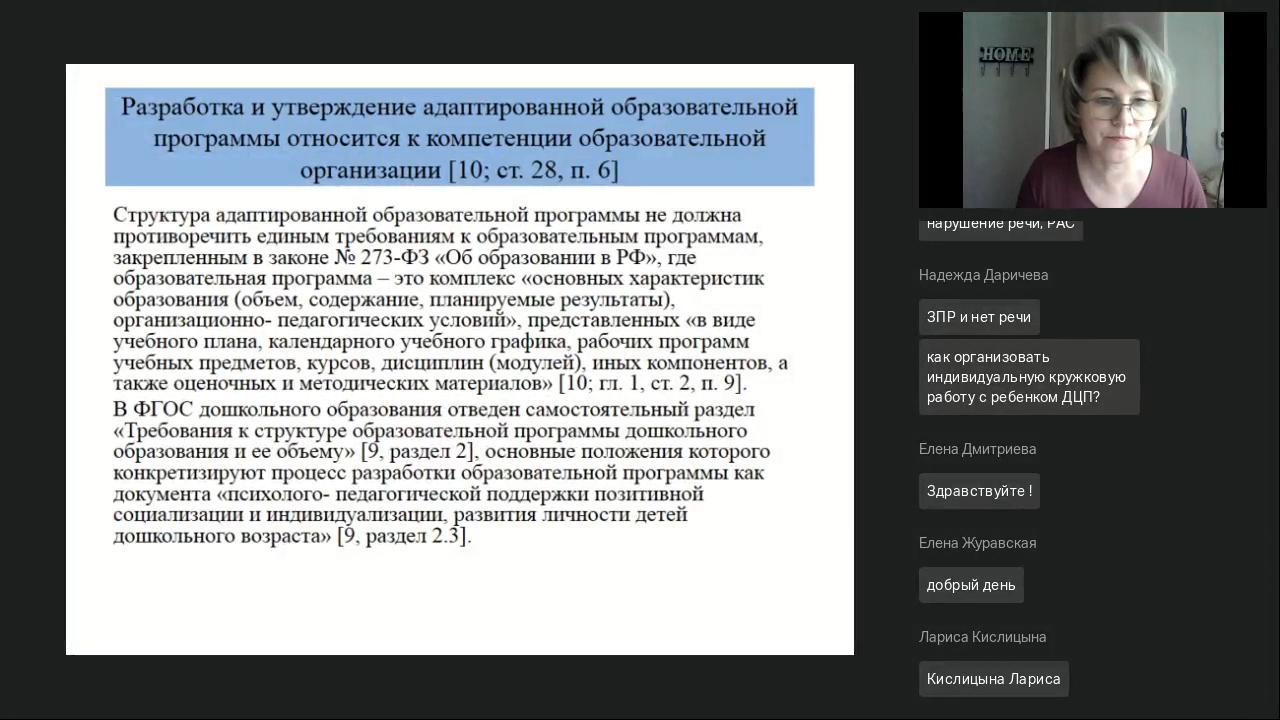 Разработка и утверждение адаптированной образовательной
программы относится к компетенции образовательной
организации [10; ст. 28, п. 6]
Структура адаптированной образовательной программы не должна
противоречить единым требованиям к образовательным программам,
закрепленным в законе № 273-ФЗ «Об образовании в РФ», где
образовательная программа – это комплекс «основных характеристик
образования (объем, содержание, планируемые результаты),
организационно- педагогических условий», представленных «в виде
учебного плана, календарного учебного графика, рабочих программ
учебных предметов, курсов, дисциплин (модулей), иных компонентов, а
также оценочных и методических материалов» [10; гл. 1, ст. 2, п. 9].
В ФГОС дошкольного образования отведен самостоятельный раздел
«Требования к структуре образовательной программы дошкольного
образования и ее объему» [9, раздел 2], основные положения которого
конкретизируют процесс разработки образовательной программы как
документа «психолого- педагогической поддержки позитивной
социализации и индивидуализации, развития личности детей
дошкольного возраста» [9, раздел 2.3].
HOME
нарушение речи, РАС
Надежда Даричева
ЗПР и нет речи
как организовать
индивидуальную кружковую
работу с ребенком ДЦП?
Елена Дмитриева
Здравствуйте !
Елена Журавская
добрый день
Лариса Кислицына
Кислицына Лариса